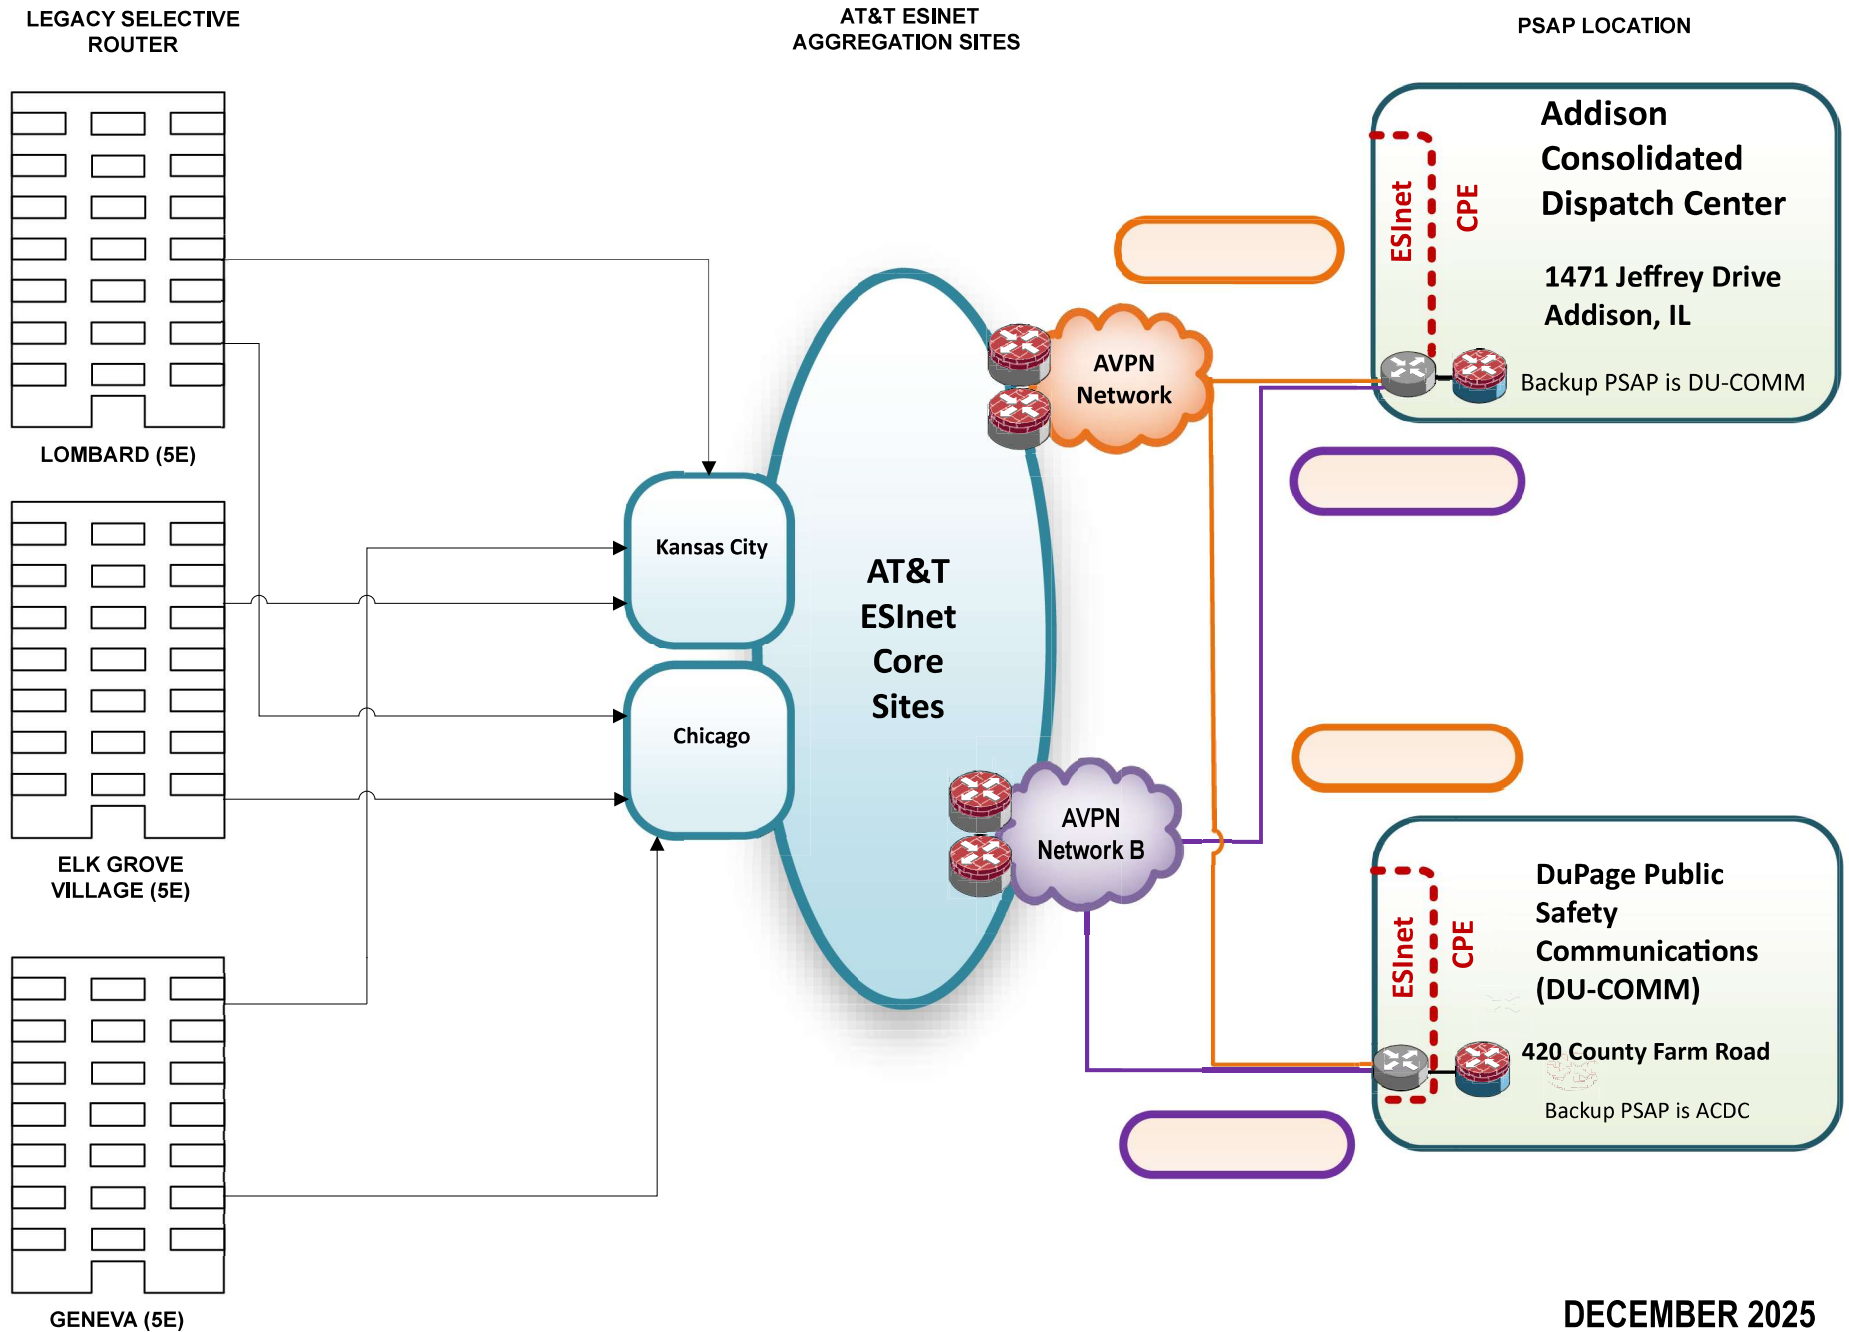 LEGACY SELECTIVE
ROUTER
AT&T ESINET
AGGREGATION SITES
PSAP LOCATION
LOMBARD (5E)
ELK GROVE
VILLAGE (5E)
GENEVA (5E)
Kansas City
Chicago
AT&T
ESInet
Core
Sites
AVPN
Network
AVPN
Network B
ESInet
CPE
Addison
Consolidated
Dispatch Center
1471 Jeffrey Drive
Addison, IL
Backup PSAP is DU-COMM
ESInet
CPE
DuPage Public
Safety
Communications
(DU-COMM)
420 County Farm Road
Backup PSAP is ACDC
DECEMBER 2025